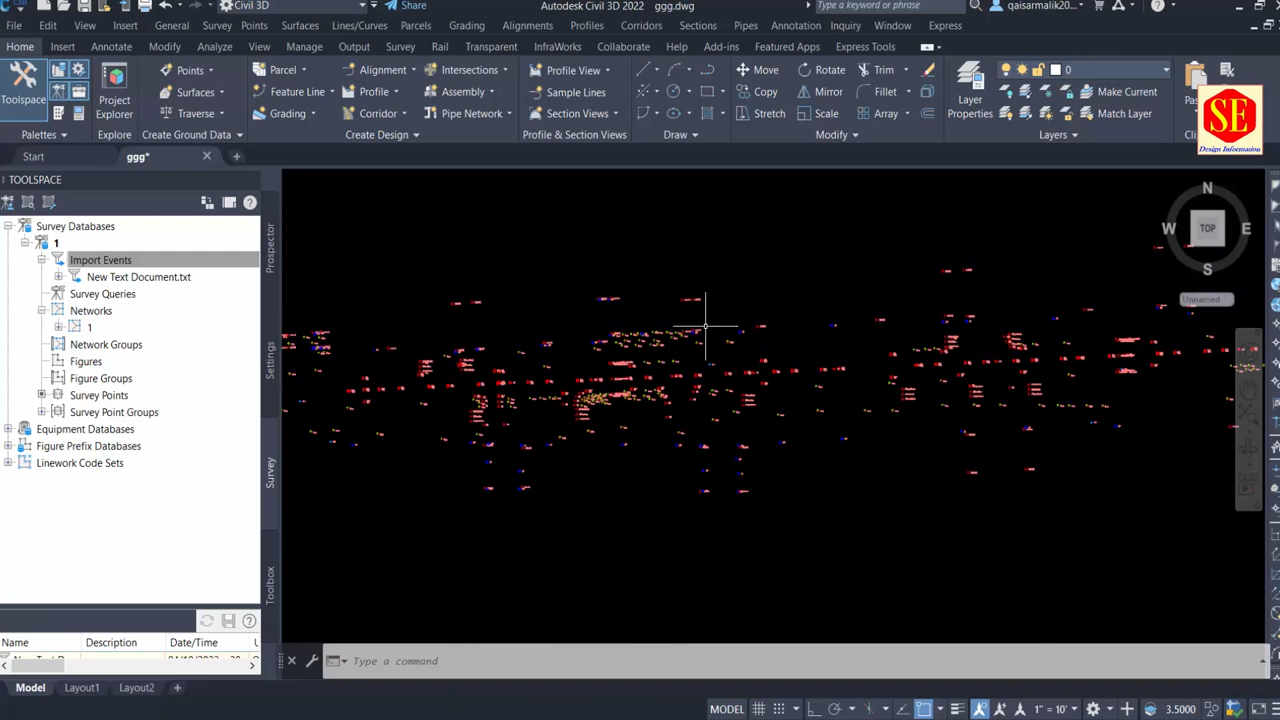 Civil 3D
Share
Autodesk Civil 3D 2022 ggg.dwg
Type a keyword or phrase
qaisarmalik20...
File Edit View Insert General Survey Points Surfaces Lines/Curves Parcels Grading Alignments Profiles Corridors Sections Pipes Annotation Inquiry Window Express
Home Insert Annotate Modify Analyze View Manage Output Survey Rail Transparent InfraWorks Collaborate Help Add-ins Featured Apps Express Tools
Toolspace
Project Explorer
Points
Surfaces
Traverse
Parcel
Feature Line
Grading
Alignment
Profile
Corridor
Intersections
Assembly
Pipe Network
Profile View
Sample Lines
Section Views
Move Rotate Trim
Copy Mirror Fillet
Stretch Scale Array
Layer Properties
0
Make Current
Match Layer
SE
Design Information
Palettes Explore Create Ground Data Create Design Profile & Section Views Draw Modify Layers
Start
ggg*
TOOLSPACE
Survey Databases
1
Import Events
New Text Document.txt
Survey Queries
Networks
1
Network Groups
Figures
Figure Groups
Survey Points
Survey Point Groups
Equipment Databases
Figure Prefix Databases
Linework Code Sets
Prospector
Settings
Survey
Toolbox
N
W TOP E
S
Unnamed
Name Description Date/Time
Type a command
Model Layout1 Layout2
MODEL
1" = 10'
3.5000